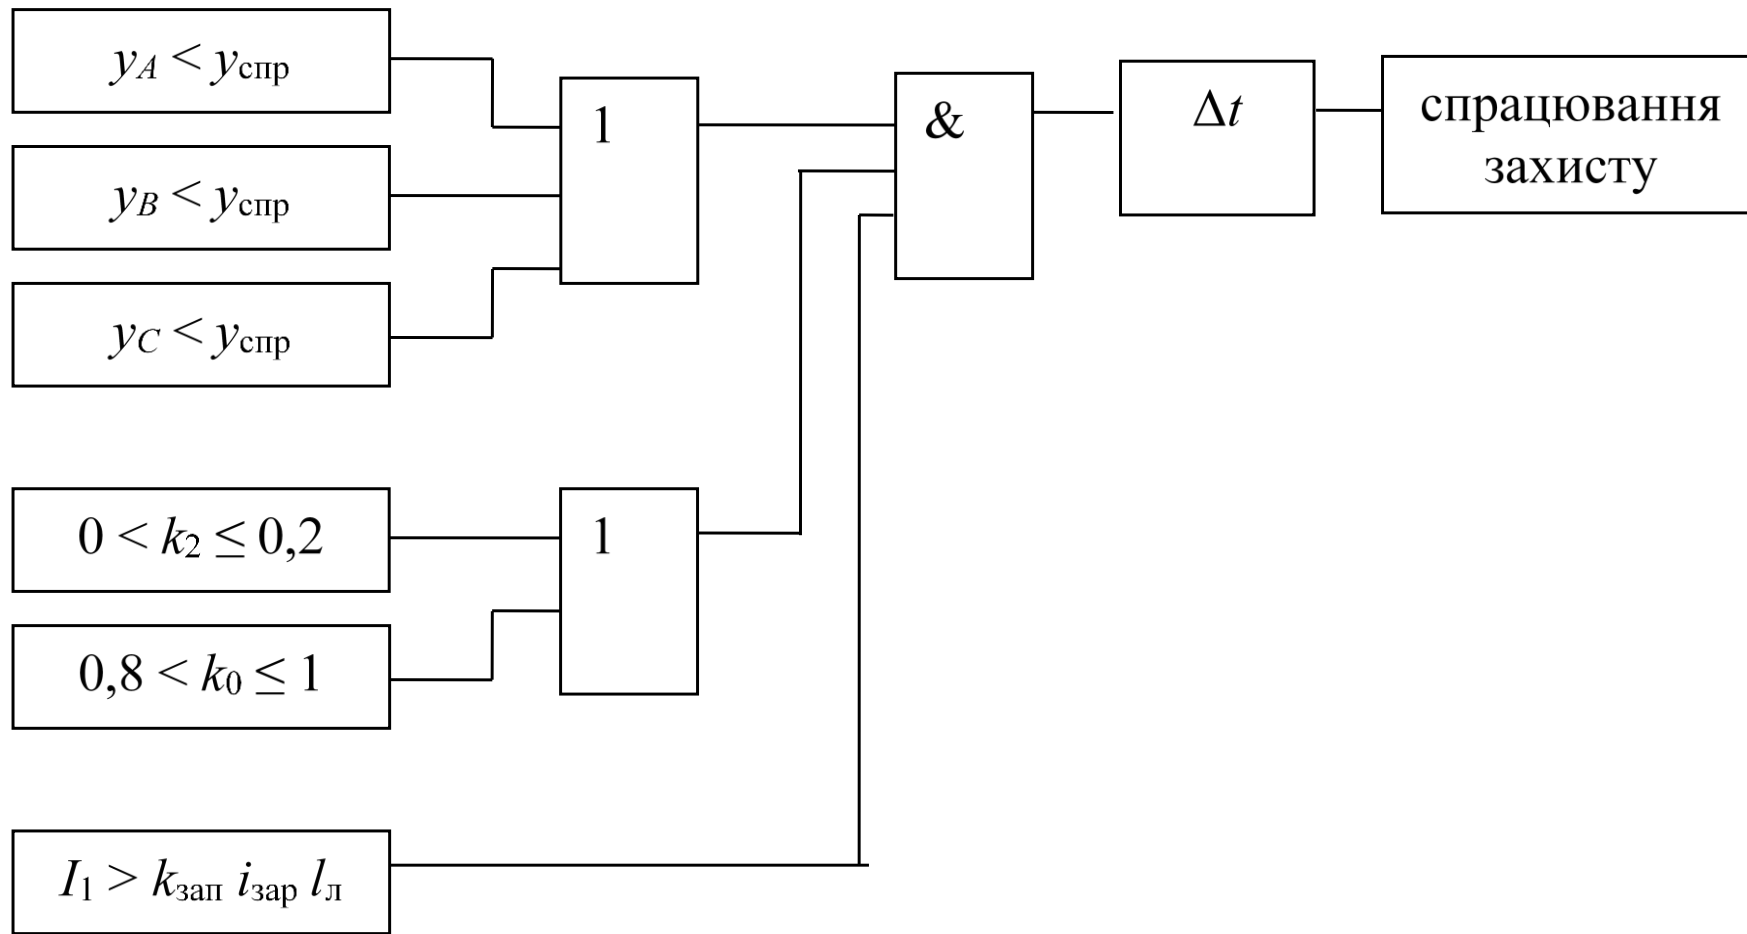 yA < yспр
1
&
Δt
спрацювання
захисту
yB < yспр
yC < yспр
0 < k2 ≤ 0,2
1
0,8 < k0 ≤ 1
I1 > kзап iзар lл